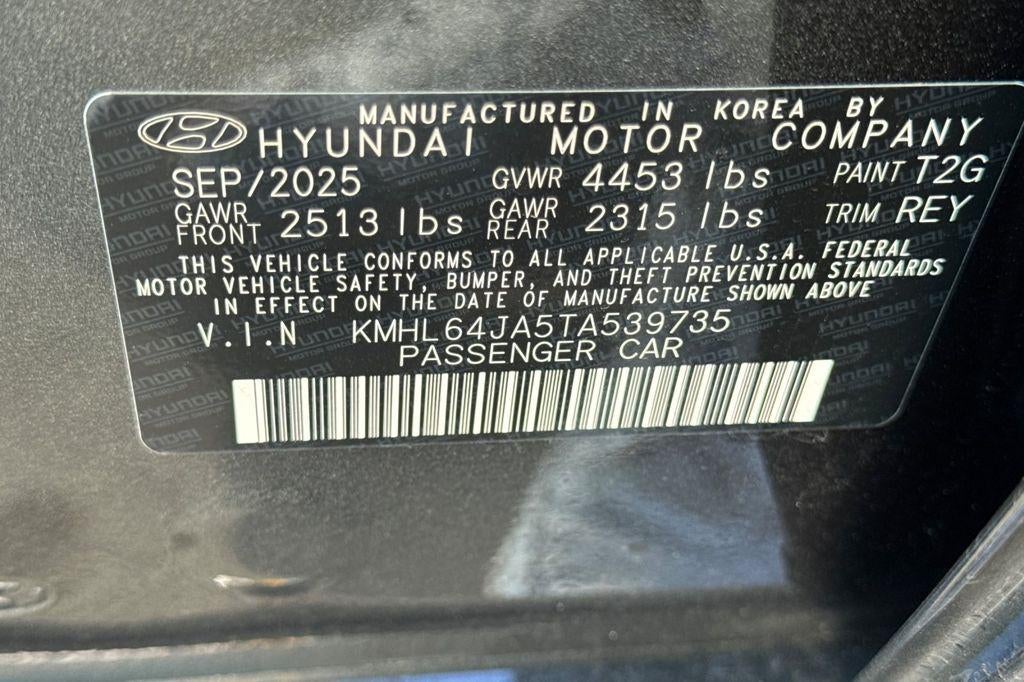 MANUFACTURED IN KOREA BY
HYUNDAI MOTOR COMPANY
SEP/2025 GVWR 4453 lbs PAINT T2G
GAWR FRONT 2513 lbs GAWR REAR 2315 lbs TRIM REY
THIS VEHICLE CONFORMS TO ALL APPLICABLE U.S.A. FEDERAL
MOTOR VEHICLE SAFETY, BUMPER, AND THEFT PREVENTION STANDARDS
IN EFFECT ON THE DATE OF MANUFACTURE SHOWN ABOVE
V.I.N KMHL64JA5TA539735
PASSENGER CAR